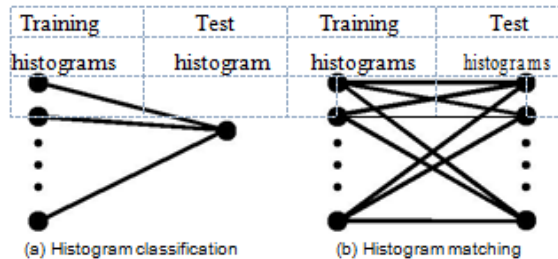 Training Test Training Test
histograms histogram histograms histograms
(a) Histogram classification (b) Histogram matching